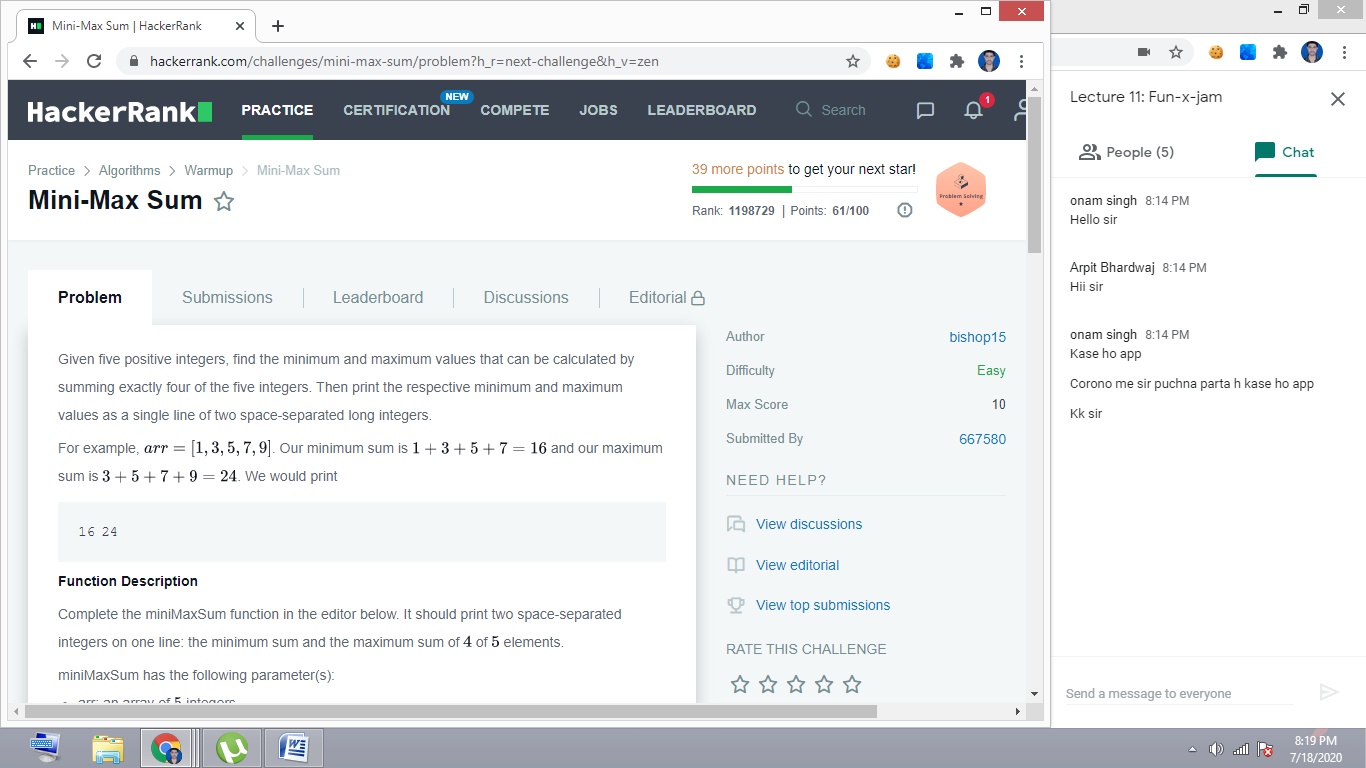 Mini-Max Sum | HackerRank
hackerrank.com/challenges/mini-max-sum/problem?h_r=next-challenge&h_v=zen
HackerRank
PRACTICE
CERTIFICATION
NEW
COMPETE
JOBS
LEADERBOARD
Search
1
Practice > Algorithms > Warmup > Mini-Max Sum
Mini-Max Sum
39 more points to get your next star!
Rank: 1198729 | Points: 61/100
Problem Solving
Problem
Submissions
Leaderboard
Discussions
Editorial
Given five positive integers, find the minimum and maximum values that can be calculated by
summing exactly four of the five integers. Then print the respective minimum and maximum
values as a single line of two space-separated long integers.
For example, arr = [1, 3, 5, 7, 9]. Our minimum sum is 1 + 3 + 5 + 7 = 16 and our maximum
sum is 3 + 5 + 7 + 9 = 24. We would print
16 24
Function Description
Complete the miniMaxSum function in the editor below. It should print two space-separated
integers on one line: the minimum sum and the maximum sum of 4 of 5 elements.
miniMaxSum has the following parameter(s):
arr: an array of 5 integers
Author bishop15
Difficulty Easy
Max Score 10
Submitted By 667580
NEED HELP?
View discussions
View editorial
View top submissions
RATE THIS CHALLENGE
Lecture 11: Fun-x-jam
People (5)
Chat
onam singh 8:14 PM
Hello sir
Arpit Bhardwaj 8:14 PM
Hii sir
onam singh 8:14 PM
Kase ho app
Corono me sir puchna parta h kase ho app
Kk sir
Send a message to everyone
8:19 PM
7/18/2020